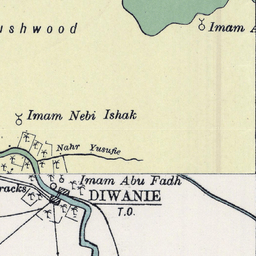 ushwood
Imam A
Imam Nebi Ishak
Nahr Yusufie
Imam Abu Fadh
racks
DIWANIE
T.O.